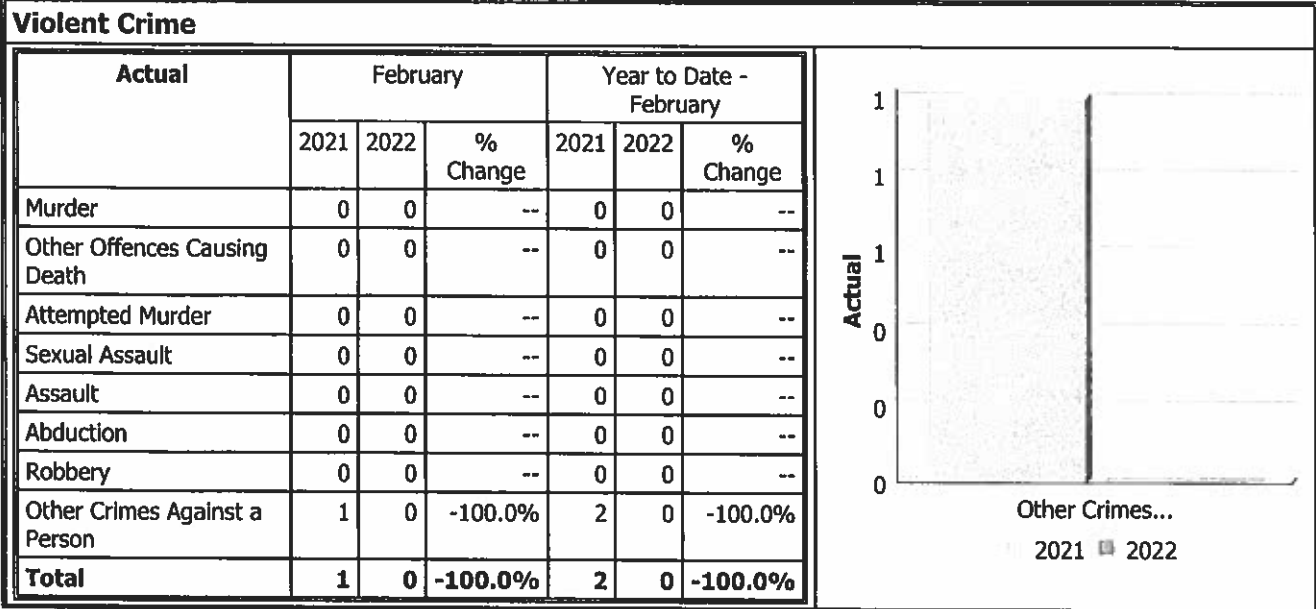 Violent Crime
Actual February Year to Date -
February
2021 2022 % 2021 2022 %
Change Change
Murder 0 0 -- 0 0 --
Other Offences Causing 0 0 -- 0 0 --
Death
Attempted Murder 0 0 -- 0 0 --
Sexual Assault 0 0 -- 0 0 --
Assault 0 0 -- 0 0 --
Abduction 0 0 -- 0 0 --
Robbery 0 0 -- 0 0 --
Other Crimes Against a 1 0 -100.0% 2 0 -100.0%
Person
Total 1 0 -100.0% 2 0 -100.0%
Actual
1
1
1
0
0
0
Other Crimes...
2021 2022